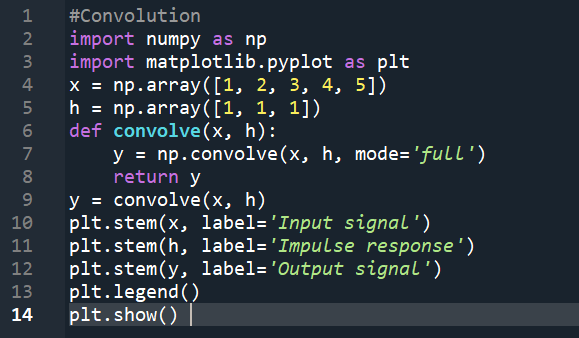 1 #Convolution
2 import numpy as np
3 import matplotlib.pyplot as plt
4 x = np.array([1, 2, 3, 4, 5])
5 h = np.array([1, 1, 1])
6 def convolve(x, h):
7     y = np.convolve(x, h, mode='full')
8     return y
9 y = convolve(x, h)
10 plt.stem(x, label='Input signal')
11 plt.stem(h, label='Impulse response')
12 plt.stem(y, label='Output signal')
13 plt.legend()
14 plt.show()